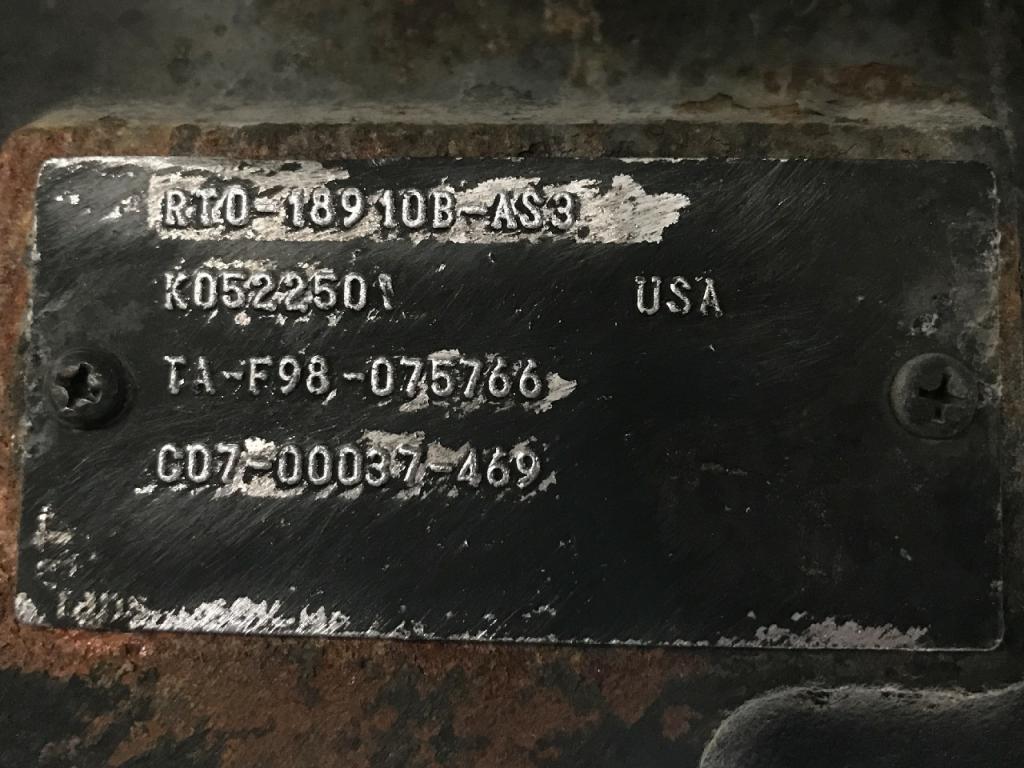 RTO-18910B-AS3
K0522501 USA
TA-F98-075766
CD7-00037-469